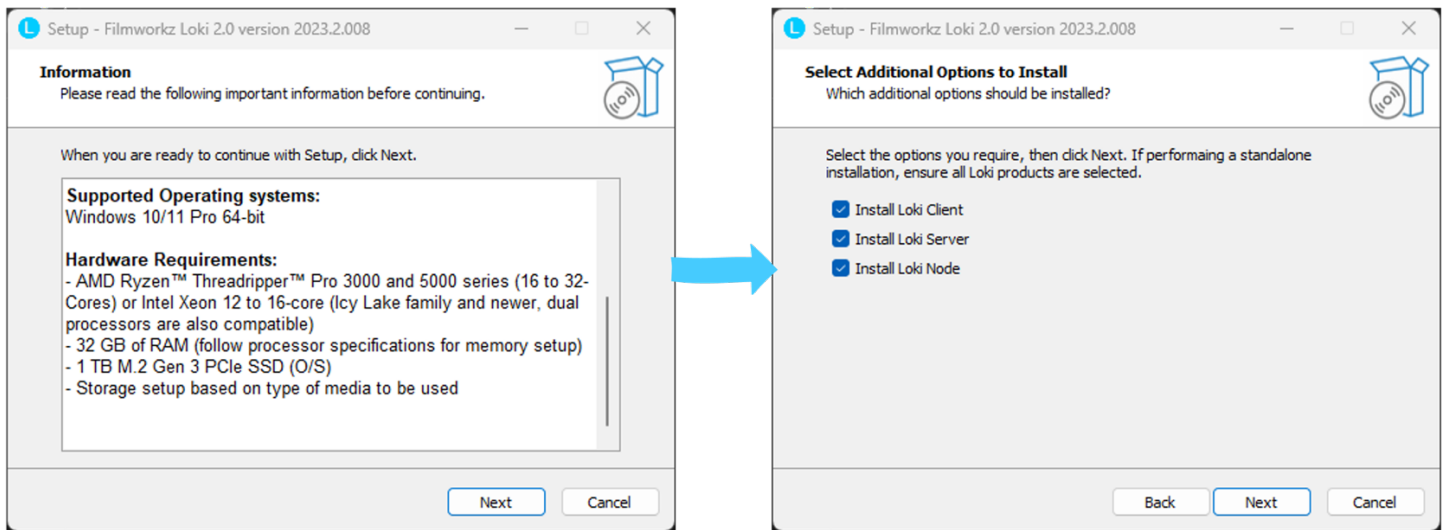 L Setup - Filmworkz Loki 2.0 version 2023.2.008
Information
Please read the following important information before continuing.
When you are ready to continue with Setup, click Next.
Supported Operating systems:
Windows 10/11 Pro 64-bit
Hardware Requirements:
- AMD Ryzen™ Threadripper™ Pro 3000 and 5000 series (16 to 32-
Cores) or Intel Xeon 12 to 16-core (Icy Lake family and newer, dual
processors are also compatible)
- 32 GB of RAM (follow processor specifications for memory setup)
- 1 TB M.2 Gen 3 PCIe SSD (O/S)
- Storage setup based on type of media to be used
Next Cancel
L Setup - Filmworkz Loki 2.0 version 2023.2.008
Select Additional Options to Install
Which additional options should be installed?
Select the options you require, then click Next. If performaing a standalone
installation, ensure all Loki products are selected.
Install Loki Client
Install Loki Server
Install Loki Node
Back Next Cancel